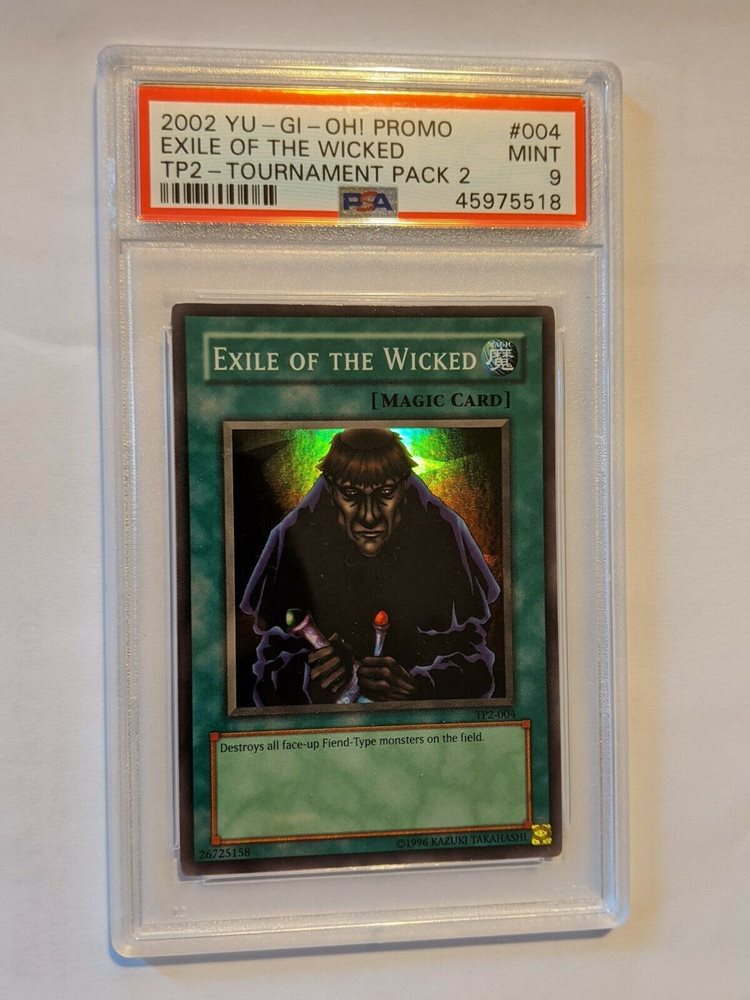 2002 YU-GI-OH! PROMO #004
EXILE OF THE WICKED MINT
TP2-TOURNAMENT PACK 2 9
PSA 45975518
EXILE OF THE WICKED
MAGIC
魔
[MAGIC CARD]
TP2-004
Destroys all face-up Fiend-Type monsters on the field.
26725158 ©1996 KAZUKI TAKAHASHI